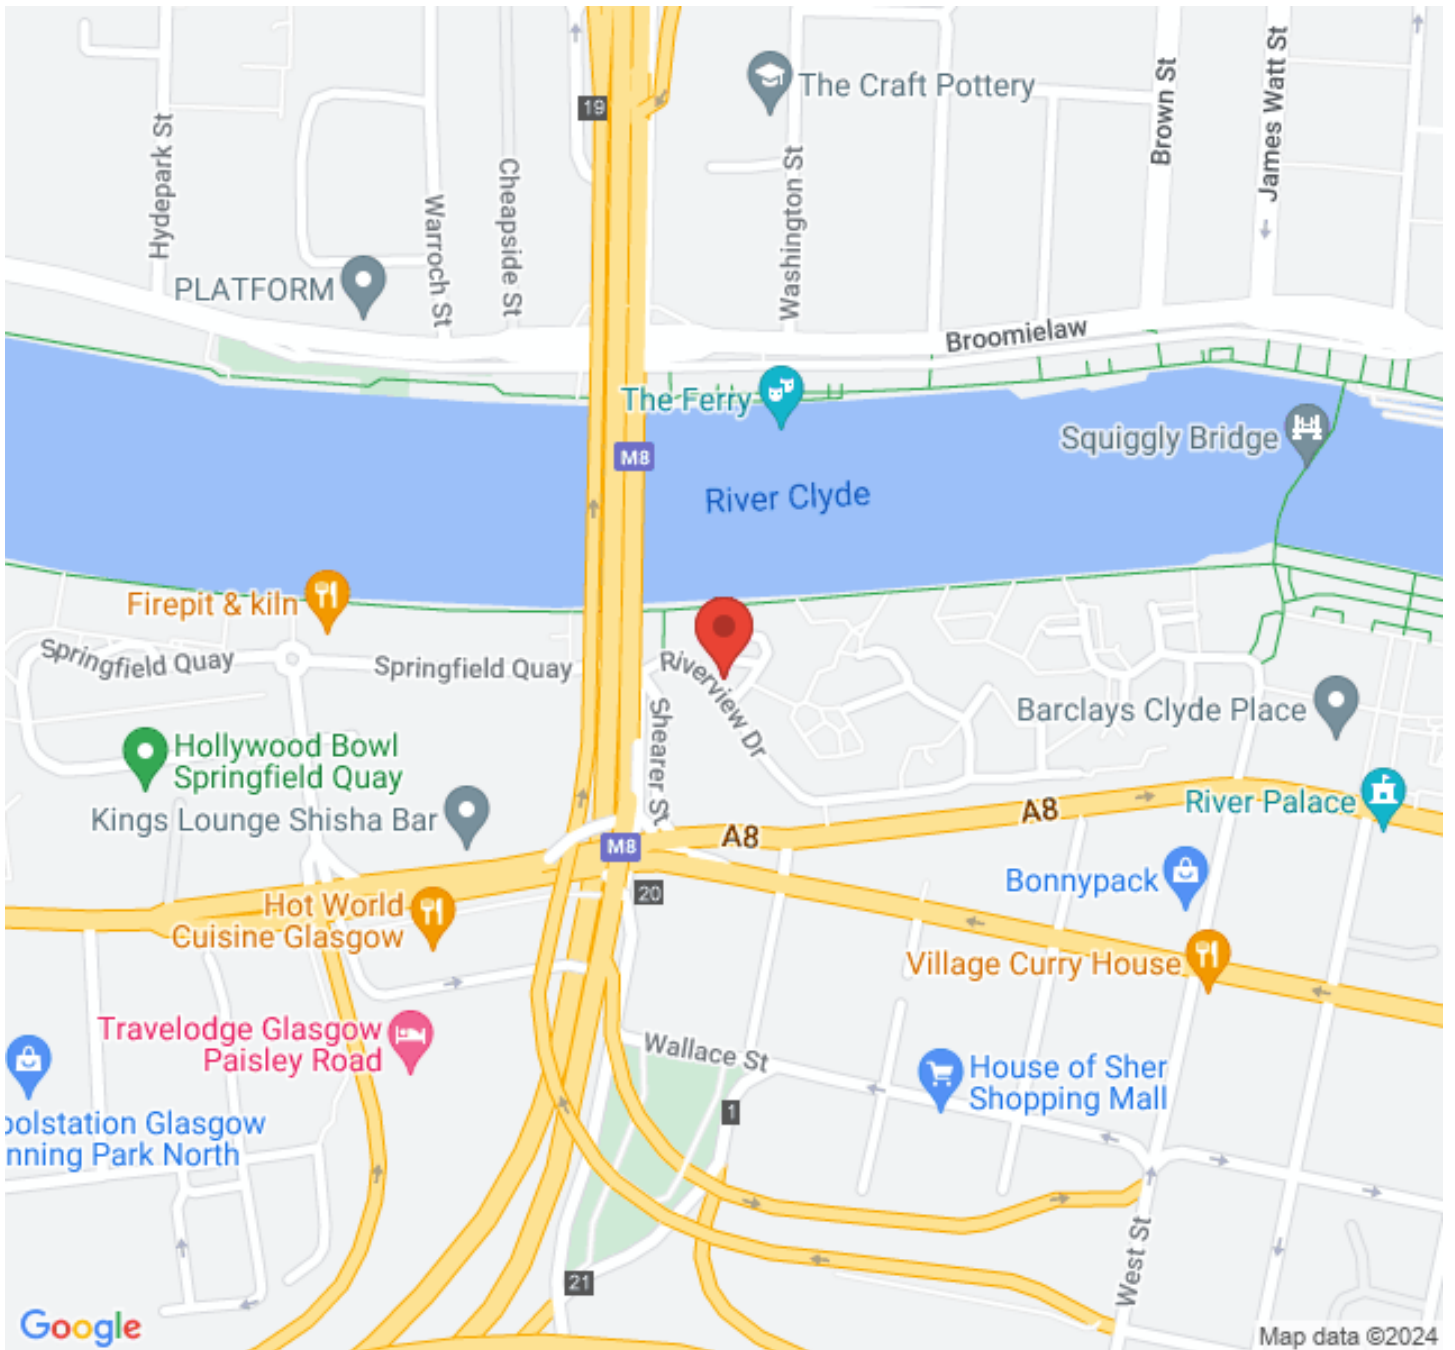 19
The Craft Pottery
Brown St
James Watt St
Hydepark St
Cheapside St
Washington St
Warroch St
PLATFORM
Broomielaw
The Ferry
M8
Squiggly Bridge
River Clyde
Firepit & kiln
Springfield Quay
Springfield Quay
Riverview Dr
Shearer St
Barclays Clyde Place
Hollywood Bowl
Springfield Quay
Kings Lounge Shisha Bar
A8
A8
River Palace
M8
Bonnypack
20
Hot World
Cuisine Glasgow
Village Curry House
Travelodge Glasgow
Paisley Road
Wallace St
House of Sher
Shopping Mall
oolstation Glasgow
nning Park North
1
West St
21
Google
Map data ©2024